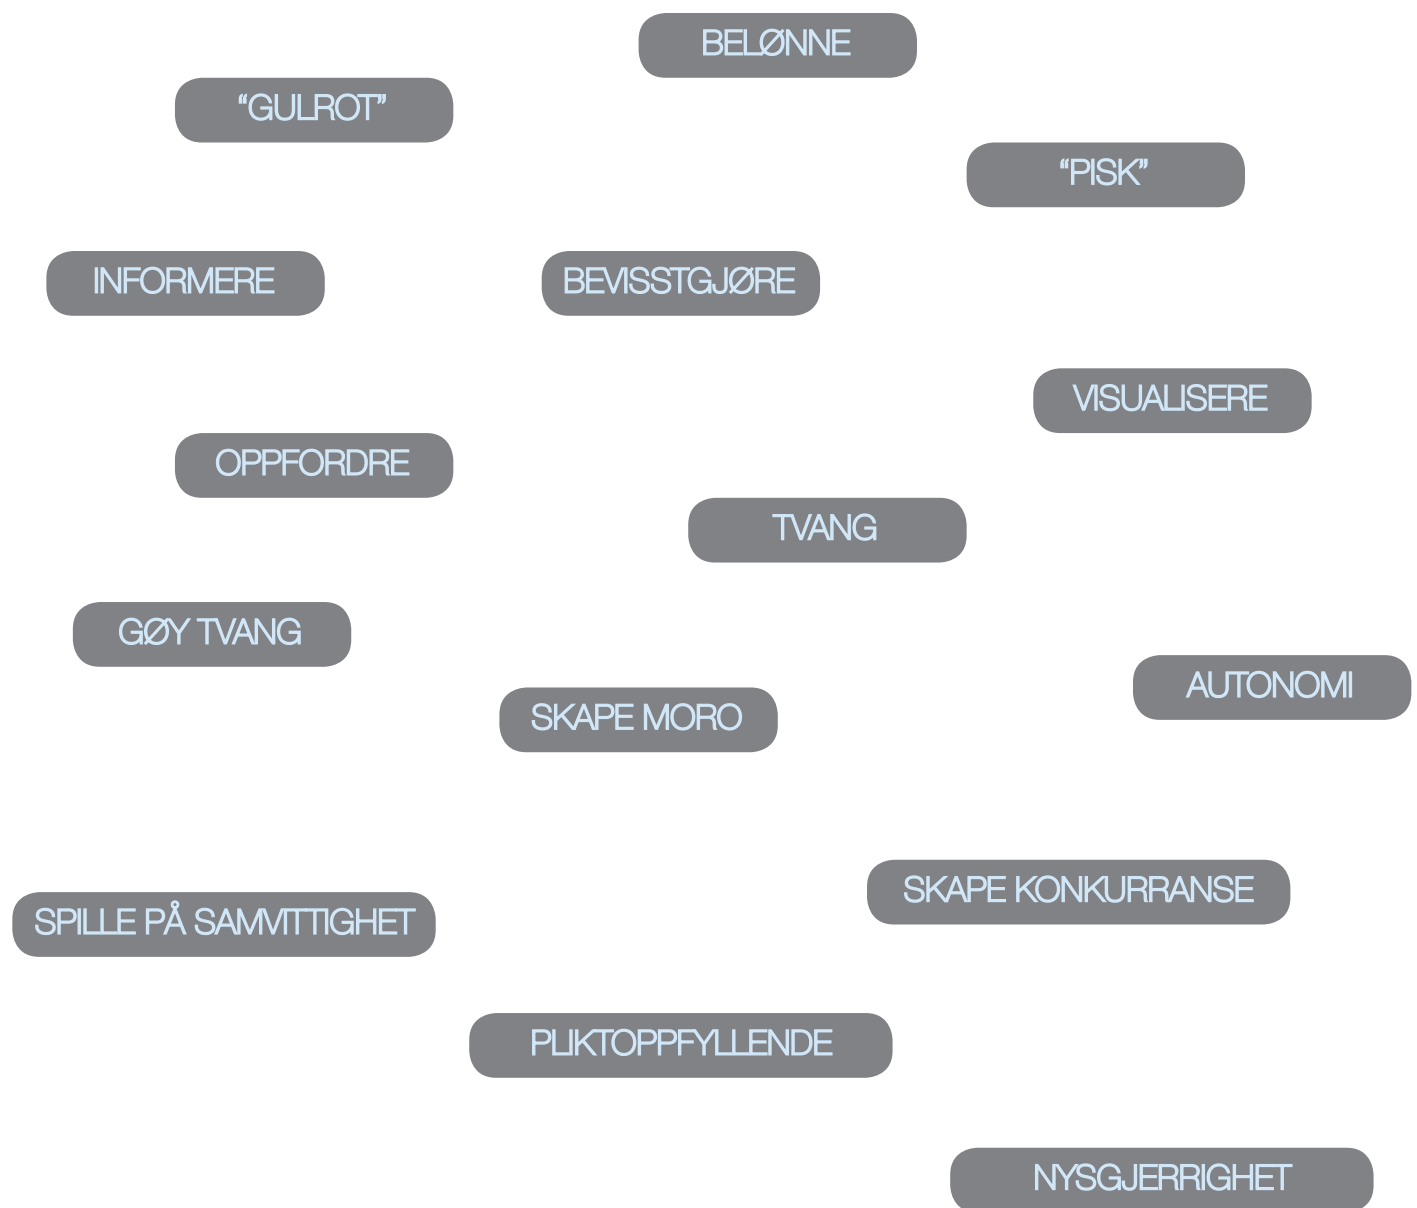 BELØNNE
“GULROT”
“PISK”
INFORMERE
BEVISSTGJØRE
VISUALISERE
OPPFORDRE
TVANG
GØY TVANG
AUTONOMI
SKAPE MORO
SKAPE KONKURRANSE
SPILLE PÅ SAMVITTIGHET
PLIKTOPPFYLLENDE
NYSGJERRIGHET